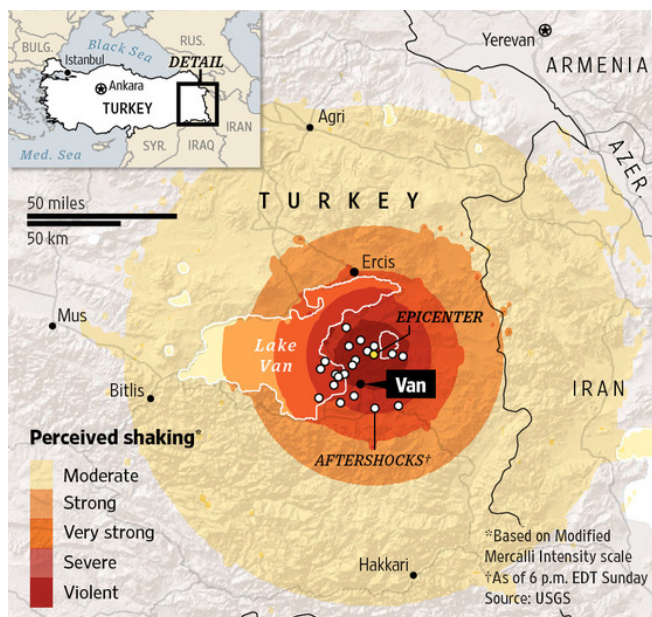 BULG.
Black Sea
RUS.
Istanbul
DETAIL
Ankara
TURKEY
IRAN
Med. Sea
SYR.
IRAQ
Yerevan
ARMENIA
AZER.
Agri
50 miles
50 km
TURKEY
Ercis
Mus
EPICENTER
Lake
Van
Van
IRAN
Bitlis
AFTERSHOCKS†
Perceived shaking*
Moderate
Strong
Very strong
Severe
Violent
Hakkari
*Based on Modified
Mercalli Intensity scale
†As of 6 p.m. EDT Sunday
Source: USGS